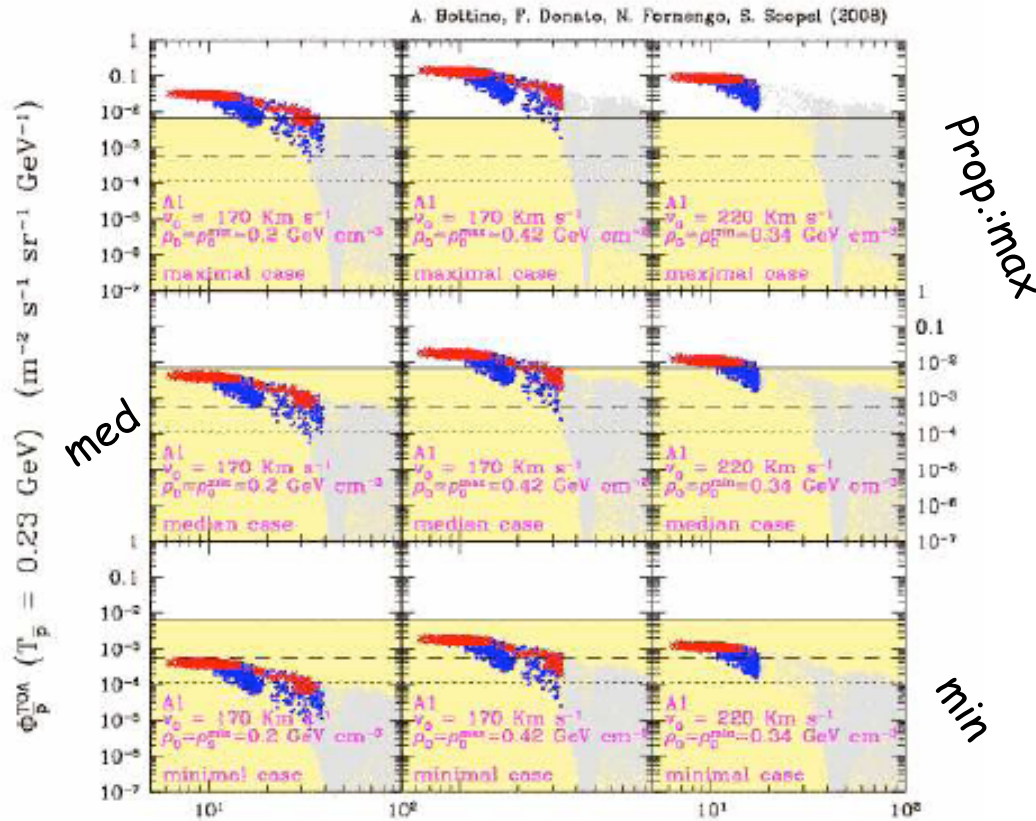 A. Bottino, F. Donato, N. Fornengo, S. Scopel (2008)
Φp̄^TOA (Tp̄ = 0.23 GeV) (m⁻² s⁻¹ sr⁻¹ GeV⁻¹)
1
0.1
10⁻²
10⁻³
10⁻⁴
10⁻⁵
10⁻⁶
10⁻⁷
A1
v₀ = 170 Km s⁻¹
ρ₀=ρ₀^min=0.2 GeV cm⁻³
maximal case
A1
v₀ = 170 Km s⁻¹
ρ₀=ρ₀^max=0.42 GeV cm⁻³
maximal case
A1
v₀ = 220 Km s⁻¹
ρ₀=ρ₀^min=0.34 GeV cm⁻³
maximal case
Prop.:max
med
A1
v₀ = 170 Km s⁻¹
ρ₀=ρ₀^min=0.2 GeV cm⁻³
median case
A1
v₀ = 170 Km s⁻¹
ρ₀=ρ₀^max=0.42 GeV cm⁻³
median case
A1
v₀ = 220 Km s⁻¹
ρ₀=ρ₀^min=0.34 GeV cm⁻³
median case
1
0.1
10⁻²
10⁻³
10⁻⁴
10⁻⁵
10⁻⁶
10⁻⁷
1
0.1
10⁻²
10⁻³
10⁻⁴
10⁻⁵
10⁻⁶
10⁻⁷
A1
v₀ = 170 Km s⁻¹
ρ₀=ρ₀^min=0.2 GeV cm⁻³
minimal case
A1
v₀ = 170 Km s⁻¹
ρ₀=ρ₀^max=0.42 GeV cm⁻³
minimal case
A1
v₀ = 220 Km s⁻¹
ρ₀=ρ₀^min=0.34 GeV cm⁻³
minimal case
min
10¹ 10² 10¹ 10²